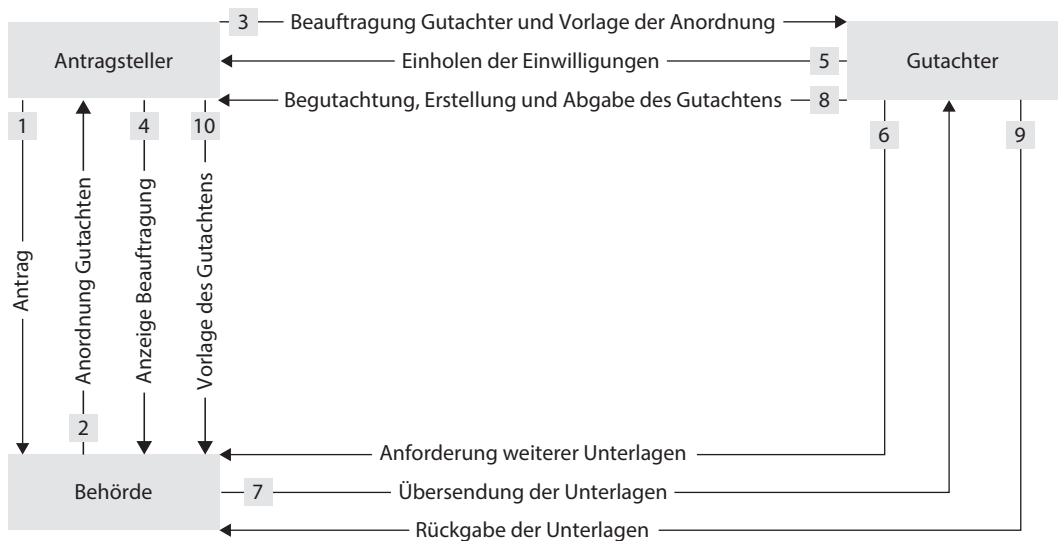 3 Beauftragung Gutachter und Vorlage der Anordnung
Antragsteller
Einholen der Einwilligungen 5
Gutachter
Begutachtung, Erstellung und Abgabe des Gutachtens 8
1
4
10
6
9
Antrag
Anordnung Gutachten
Anzeige Beauftragung
Vorlage des Gutachtens
2
Anforderung weiterer Unterlagen
Behörde
7 Übersendung der Unterlagen
Rückgabe der Unterlagen